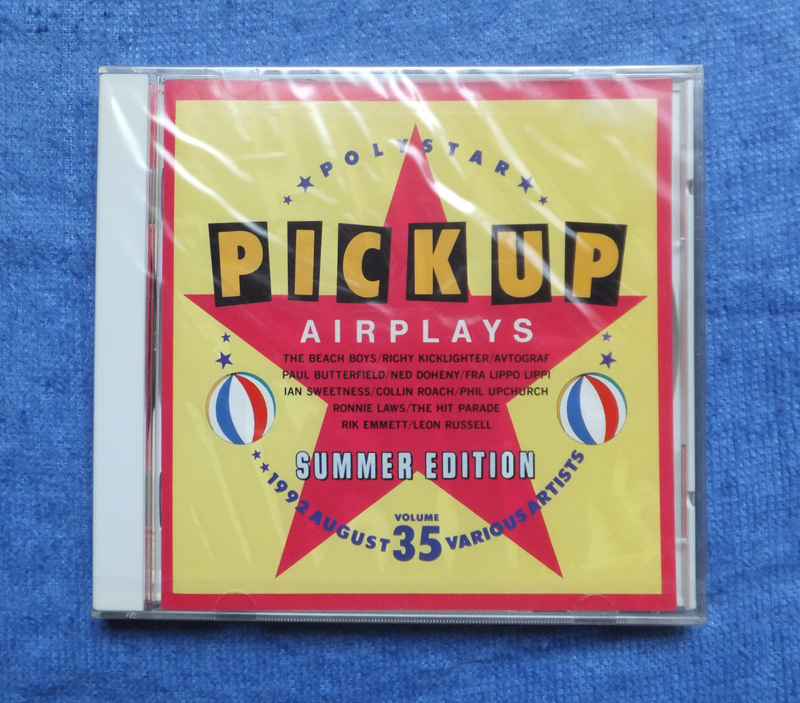 POLYSTAR
PICKUP
AIRPLAYS
THE BEACH BOYS/RICHY KICKLIGHTER/AVTOGRAF
PAUL BUTTERFIELD/NED DOHENY/FRA LIPPO LIPPI
IAN SWEETNESS/COLLIN ROACH/PHIL UPCHURCH
RONNIE LAWS/THE HIT PARADE
RIK EMMETT/LEON RUSSELL
SUMMER EDITION
1992 AUGUST VOLUME 35 VARIOUS ARTISTS